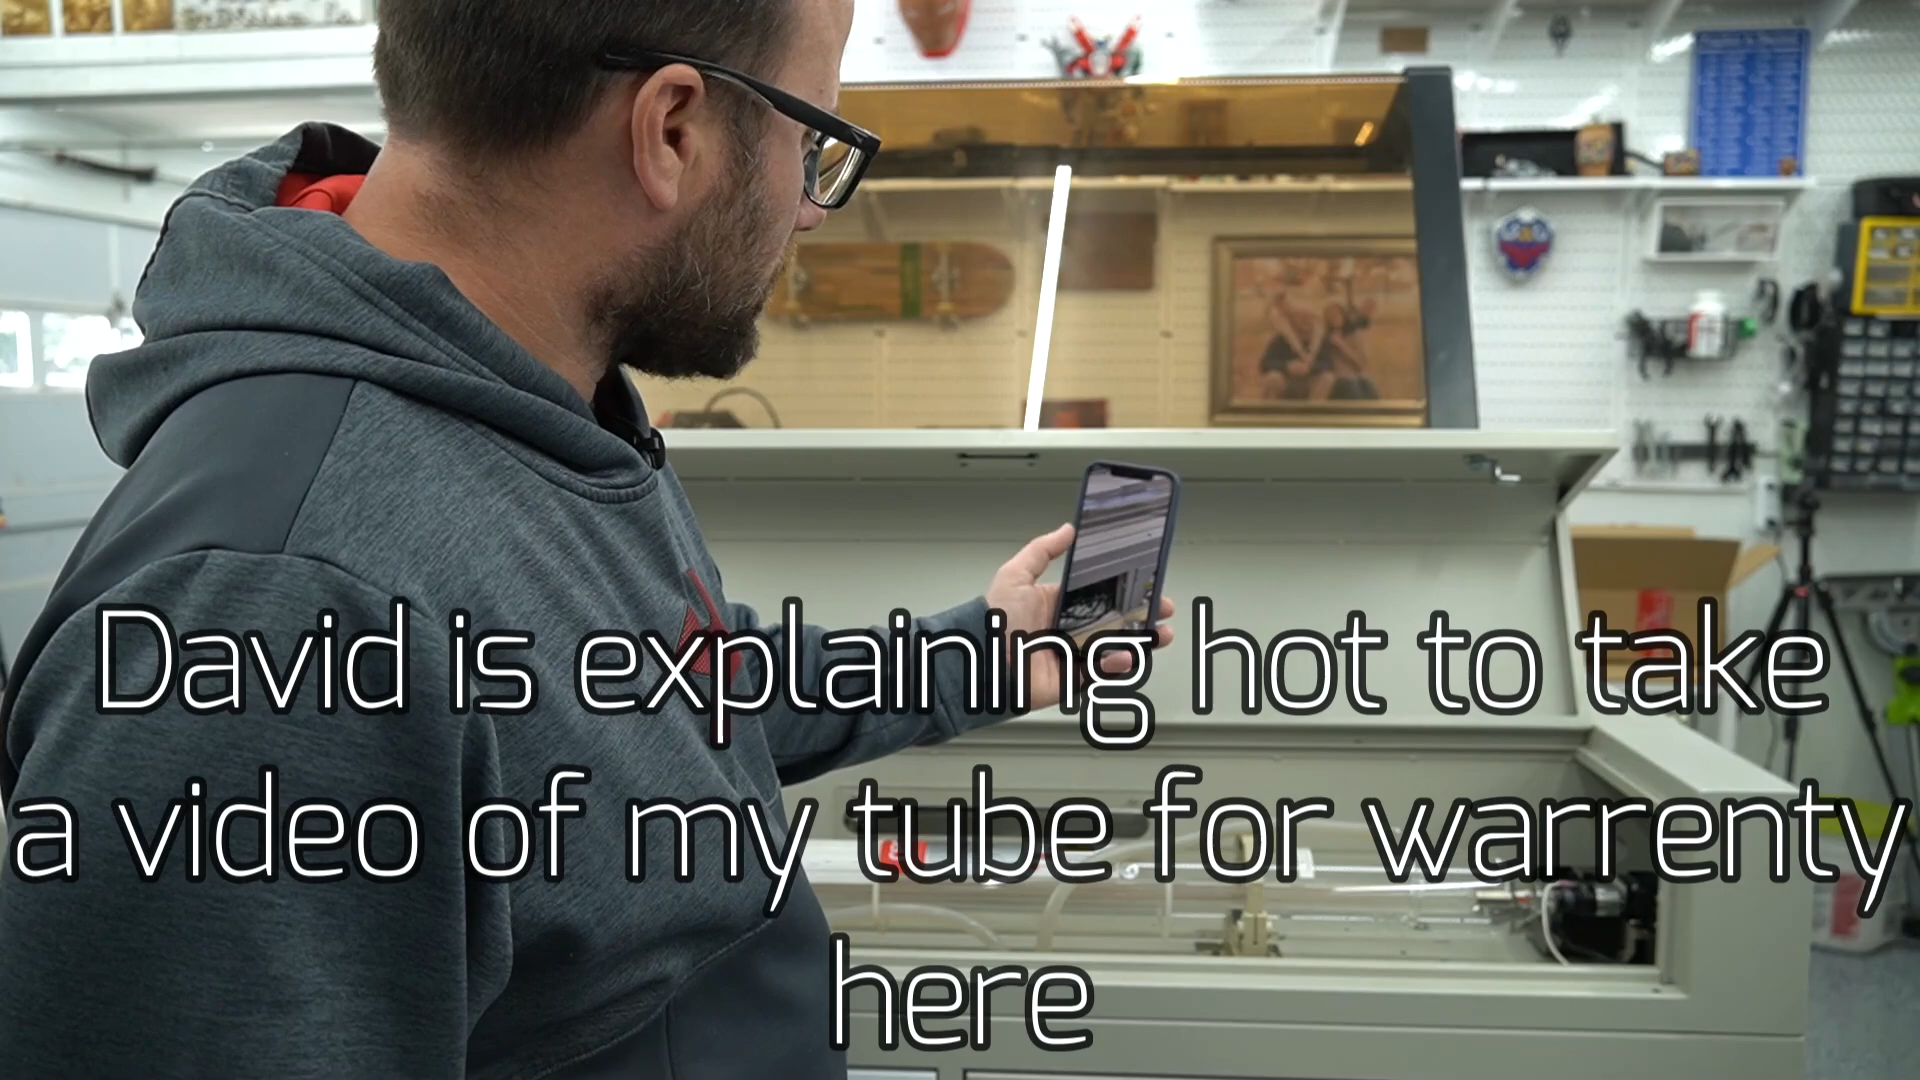 David is explaining hot to take
a video of my tube for warrenty
here